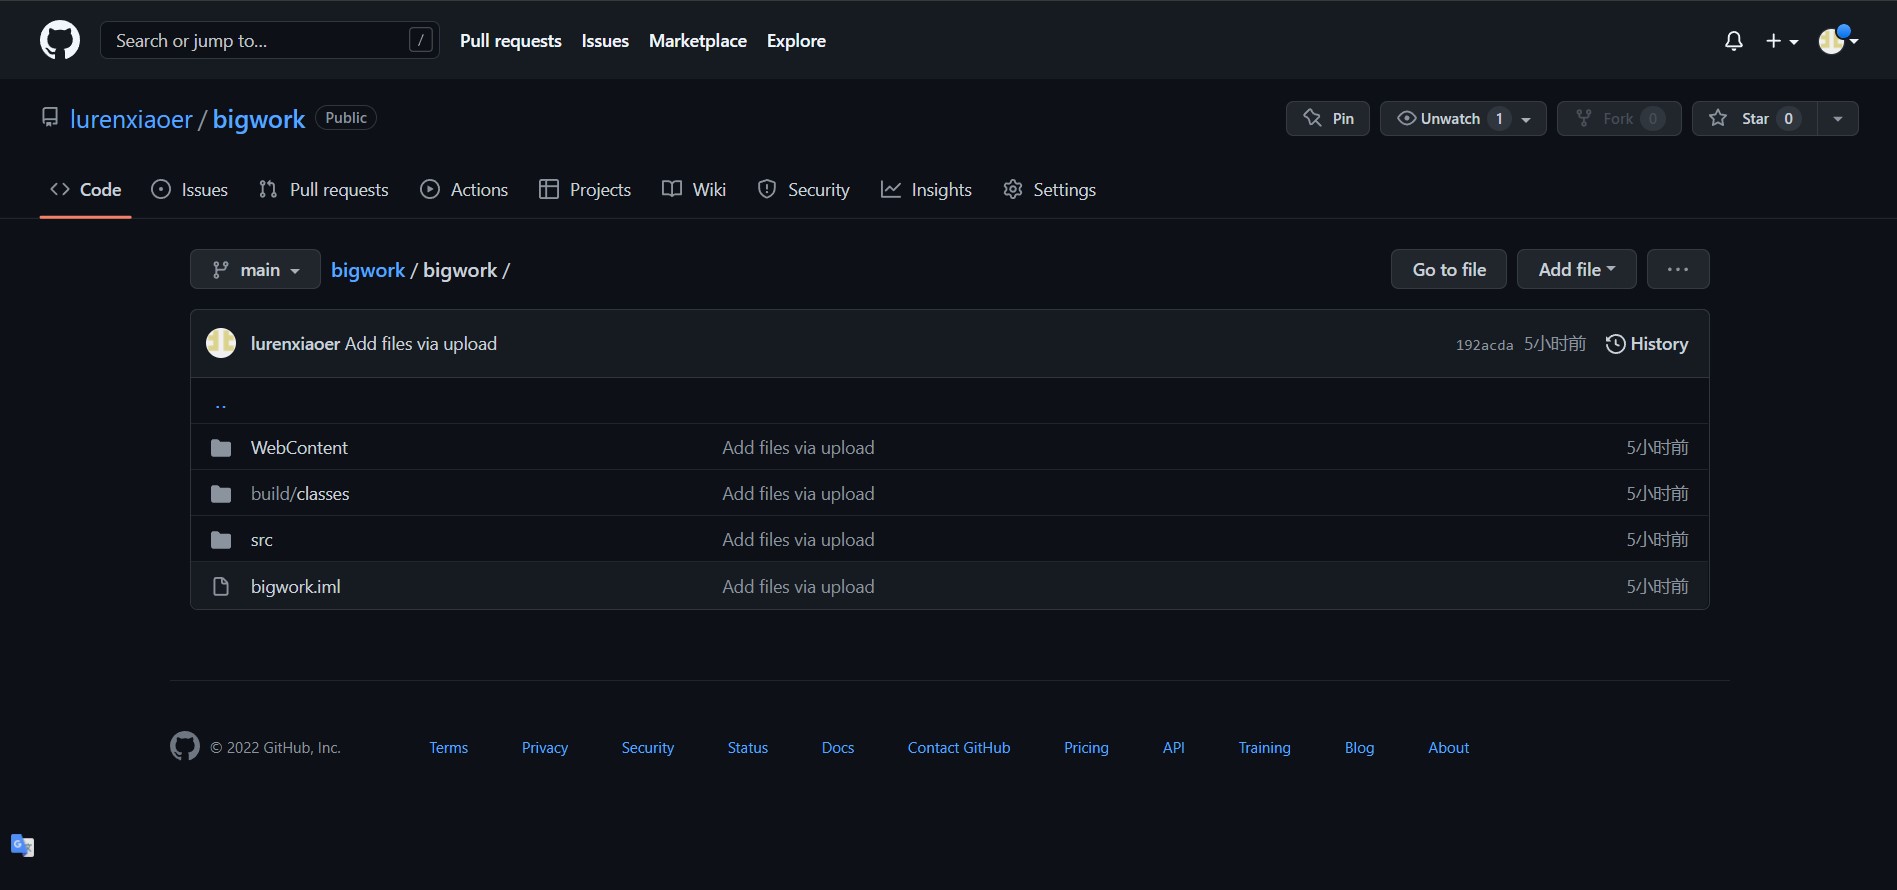 Search or jump to... / Pull requests Issues Marketplace Explore
lurenxiaoer / bigwork Public Pin Unwatch 1 Fork 0 Star 0
Code Issues Pull requests Actions Projects Wiki Security Insights Settings
main bigwork / bigwork / Go to file Add file ...
lurenxiaoer Add files via upload 192acda 5小时前 History
..
WebContent Add files via upload 5小时前
build/classes Add files via upload 5小时前
src Add files via upload 5小时前
bigwork.iml Add files via upload 5小时前
© 2022 GitHub, Inc. Terms Privacy Security Status Docs Contact GitHub Pricing API Training Blog About